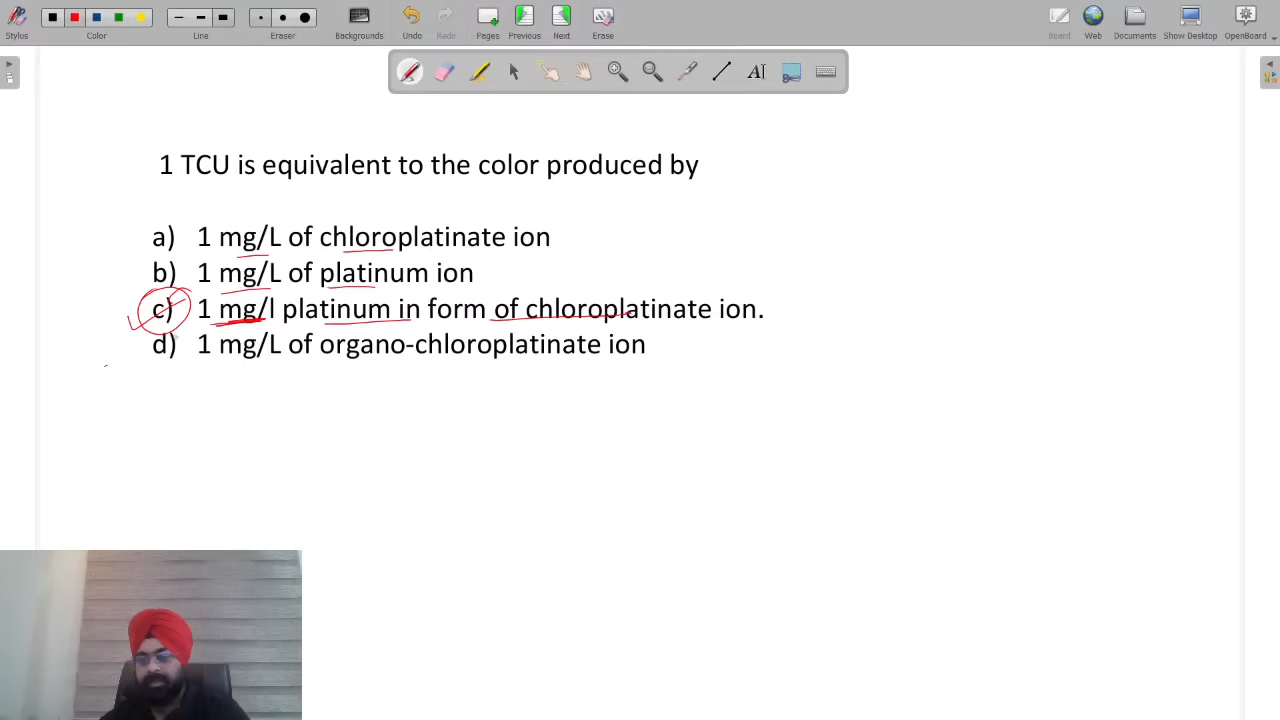 Stylus
Color
Line
Eraser
Backgrounds
Undo
Redo
Pages
Previous
Next
Erase
Board
Web
Documents
Show Desktop
OpenBoard
A
1 TCU is equivalent to the color produced by
a) 1 mg/L of chloroplatinate ion
b) 1 mg/L of platinum ion
c) 1 mg/l platinum in form of chloroplatinate ion.
d) 1 mg/L of organo-chloroplatinate ion